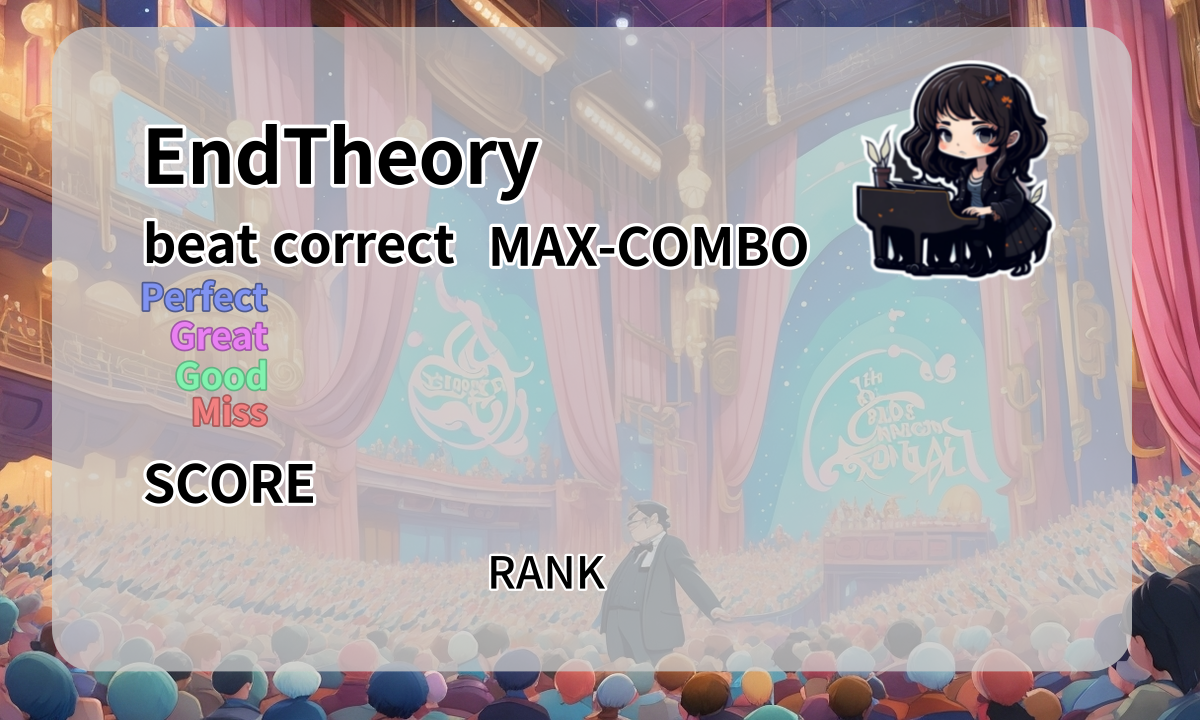 EndTheory
beat correct MAX-COMBO
Perfect
Great
Good
Miss
SCORE
RANK